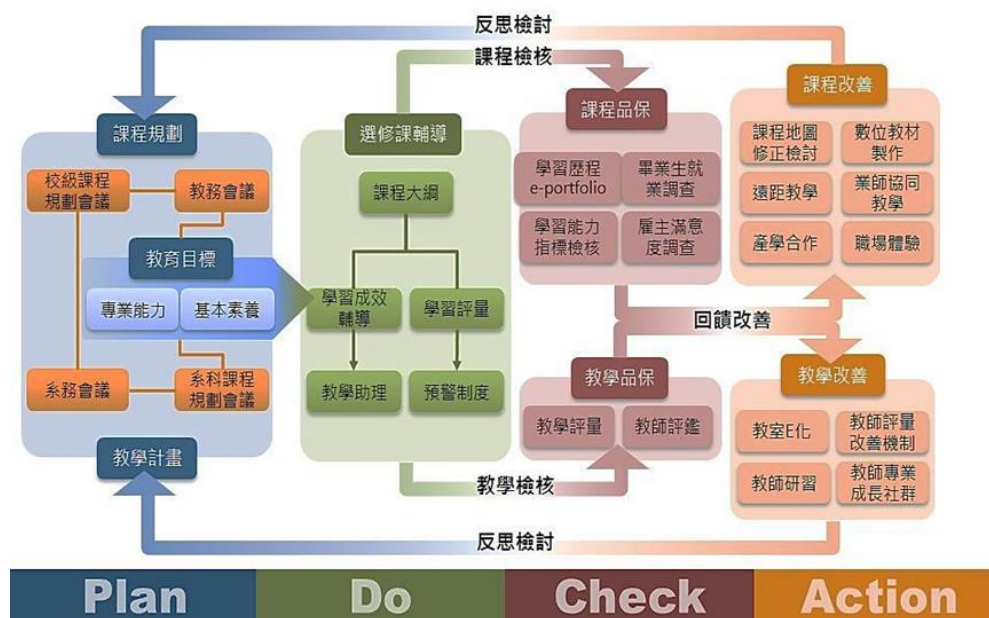 反思檢討
課程檢核
課程規劃
校級課程
規劃會議
教務會議
教育目標
專業能力
基本素養
系務會議
系科課程
規劃會議
教學計畫
選修課輔導
課程大綱
學習成效
輔導
學習評量
教學助理
預警制度
課程品保
學習歷程
e-portfolio
畢業生就
業調查
學習能力
指標檢核
雇主滿意
度調查
教學品保
教學評量
教師評鑑
課程改善
課程地圖
修正檢討
數位教材
製作
遠距教學
業師協同
教學
產學合作
職場體驗
回饋改善
教學改善
教室E化
教師評量
改善機制
教師研習
教師專業
成長社群
教學檢核
反思檢討
Plan
Do
Check
Action